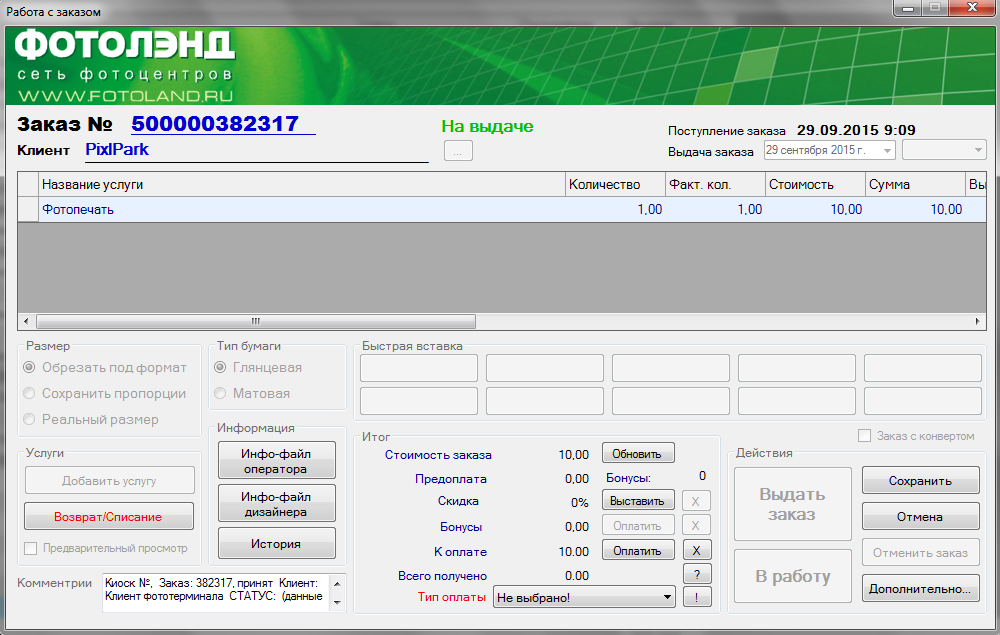 Работа с заказом
ФОТОЛЭНД
сеть фотоцентров
WWW.FOTOLAND.RU
Заказ № 500000382317
На выдаче
Поступление заказа 29.09.2015 9:09
Клиент PixlPark
...
Выдача заказа 29 сентября 2015 г.
Название услуги Количество Факт. кол. Стоимость Сумма Вы
Фотопечать 1,00 1,00 10,00 10,00
Размер
Обрезать под формат
Сохранить пропорции
Реальный размер
Тип бумаги
Глянцевая
Матовая
Быстрая вставка
Услуги
Добавить услугу
Возврат/Списание
Предварительный просмотр
Информация
Инфо-файл
оператора
Инфо-файл
дизайнера
История
Комментрии
Киоск №, Заказ: 382317, принят Клиент:
Клиент фототерминала СТАТУС: (данные
Итог
Стоимость заказа 10,00 Обновить
Предоплата 0,00 Бонусы: 0
Скидка 0% Выставить X
Бонусы 0,00 Оплатить X
К оплате 10.00 Оплатить X
Всего получено 0.00 ?
Тип оплаты Не выбрано! !
Заказ с конвертом
Действия
Выдать
заказ
В работу
Сохранить
Отмена
Отменить заказ
Дополнительно...